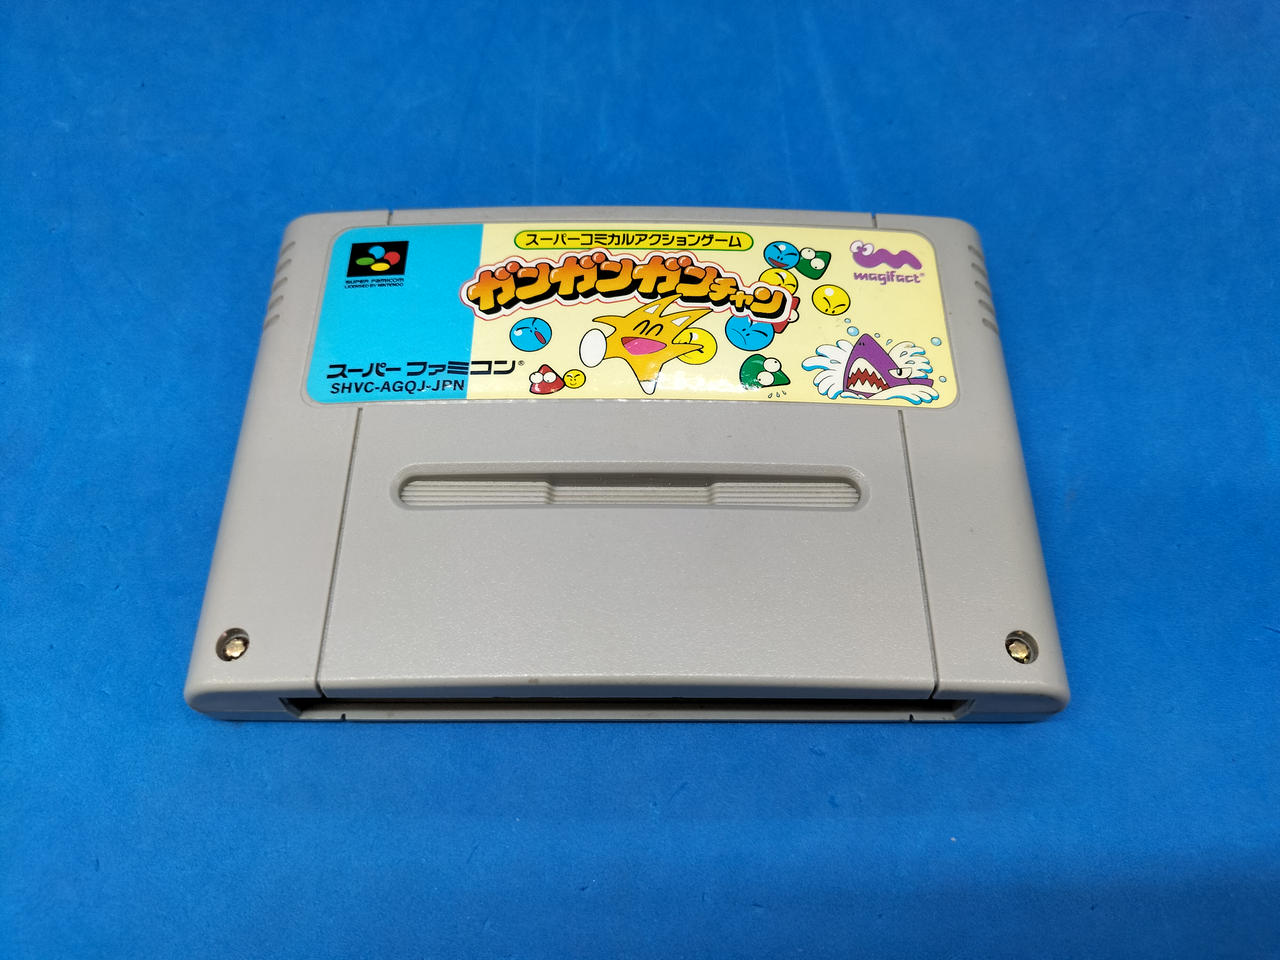 スーパーコミカルアクションゲーム
ガンガンガンチャン
SUPER FAMICOM
LICENSED BY NINTENDO
magifact®
スーパーファミコン®
SHVC-AGQJ-JPN